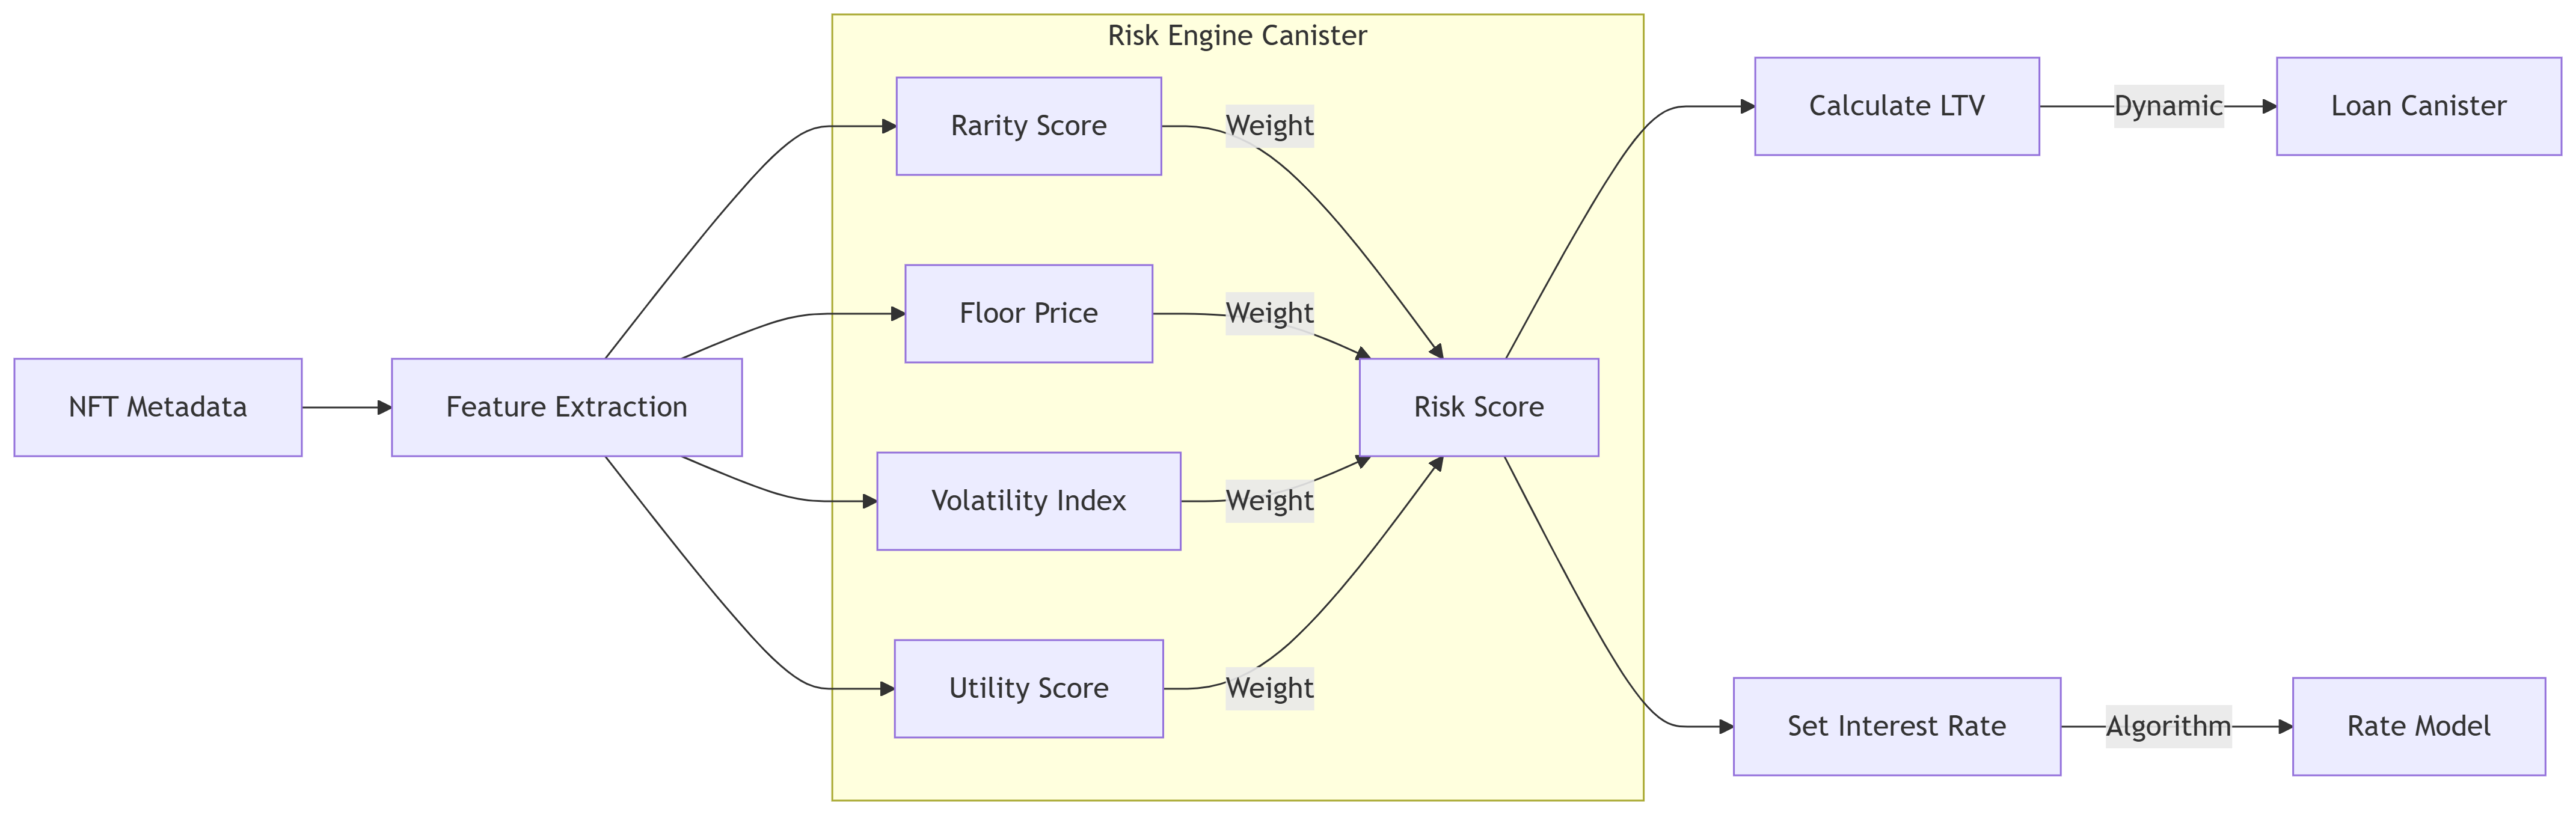 Risk Engine Canister
NFT Metadata
Feature Extraction
Rarity Score
Floor Price
Volatility Index
Utility Score
Weight
Weight
Weight
Weight
Risk Score
Calculate LTV
Dynamic
Loan Canister
Set Interest Rate
Algorithm
Rate Model